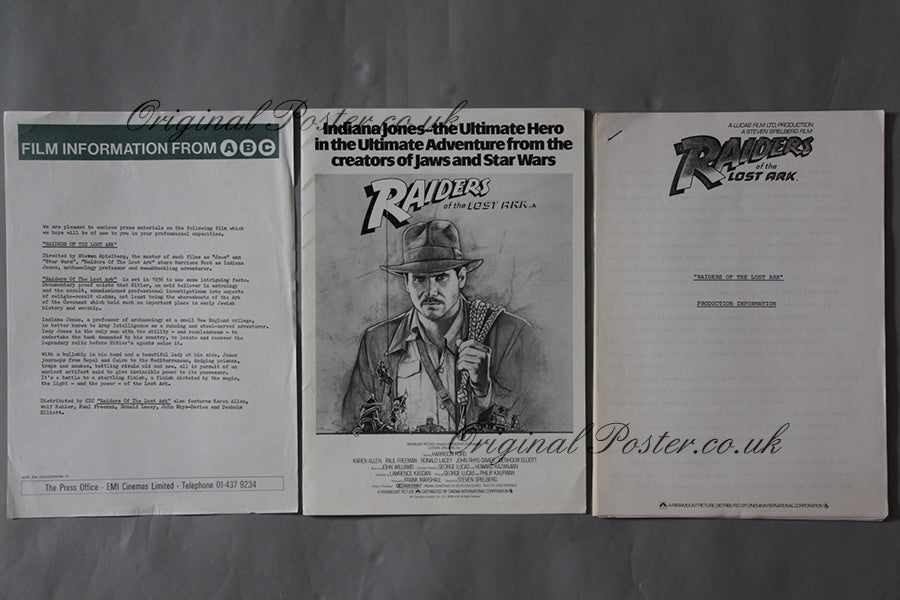 Original Poster.co.uk
FILM INFORMATION FROM ABC
We are pleased to enclose press materials on the following film which
we hope will be of use to you in your professional capacities.
"RAIDERS OF THE LOST ARK"
Directed by Steven Spielberg, the master of such films as "Jaws" and
"Star Wars", "Raiders Of The Lost Ark" stars Harrison Ford as Indiana
Jones, archaeology professor and swashbuckling adventurer.
"Raiders Of The Lost Ark" is set in 1936 to use some intriguing facts.
Documentary proof exists that Hitler, an avid believer in astrology
and the occult, commissioned professional investigations into aspects
of religio-occult claims, not least being the whereabouts of the Ark
of the Covenant which held such an important place in early Jewish
history and worship.
Indiana Jones, a professor of archaeology at a small New England college,
is better known to Army Intelligence as a cunning and steel-nerved adventurer.
Indy Jones is the only man with the ability - and recklessness - to
undertake the task demanded by his country, to locate and recover the
legendary relic before Hitler's agents seize it.
With a bullwhip in his hand and a beautiful lady at his side, Jones
journeys from Nepal and Cairo to the Mediterranean, dodging poisons,
traps and snakes, battling rivals old and new, all in pursuit of an
ancient artifact said to give invincible power to its possessor.
It's a battle to a startling finish, a finish dictated by the magic,
the light - and the power - of the Lost Ark.
Distributed by CIC "Raiders Of The Lost Ark" also features Karen Allen,
Wolf Kahler, Paul Freeman, Ronald Lacey, John Rhys-Davies and Denholm
Elliott.
with the compliments of
The Press Office - EMI Cinemas Limited - Telephone 01-437 9234
Indiana Jones-the Ultimate Hero
in the Ultimate Adventure from the
creators of Jaws and Star Wars
RAIDERS
of the LOST ARK
HARRISON FORD
KAREN ALLEN PAUL FREEMAN RONALD LACEY JOHN RHYS-DAVIES DENHOLM ELLIOTT
JOHN WILLIAMS GEORGE LUCAS HOWARD KAZANJIAN
LAWRENCE KASDAN GEORGE LUCAS PHILIP KAUFMAN
FRANK MARSHALL STEVEN SPIELBERG
A PARAMOUNT PICTURE DISTRIBUTED BY CINEMA INTERNATIONAL CORPORATION
A LUCAS FILM LTD. PRODUCTION
A STEVEN SPIELBERG FILM
RAIDERS
of the
LOST ARK
"RAIDERS OF THE LOST ARK"
PRODUCTION INFORMATION
Original Poster.co.uk
A PARAMOUNT PICTURE DISTRIBUTED BY CINEMA INTERNATIONAL CORPORATION